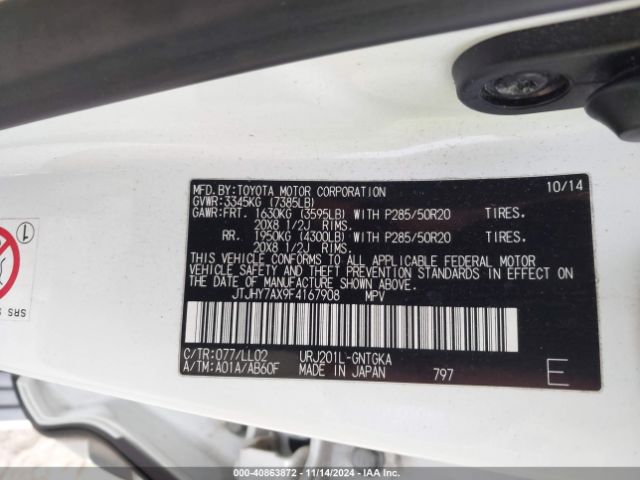 MFD. BY:TOYOTA MOTOR CORPORATION 10/14
GVWR:3345KG (7385LB)
GAWR:FRT. 1630KG (3595LB) WITH P285/50R20 TIRES.
20X8 1/2J RIMS.
RR. 1950KG (4300LB) WITH P285/50R20 TIRES.
20X8 1/2J RIMS.
THIS VEHICLE CONFORMS TO ALL APPLICABLE FEDERAL MOTOR
VEHICLE SAFETY AND THEFT PREVENTION STANDARDS IN EFFECT
ON THE DATE OF MANUFACTURE SHOWN ABOVE.
JTJHY7AX9F4167908 MPV
C/TR:077/LL02 URJ201L-GNTGKA
A/TM:A01A/AB60F MADE IN JAPAN 797 E
1
SRS
000-40863872 | 11/14/2024 | IAA Inc.